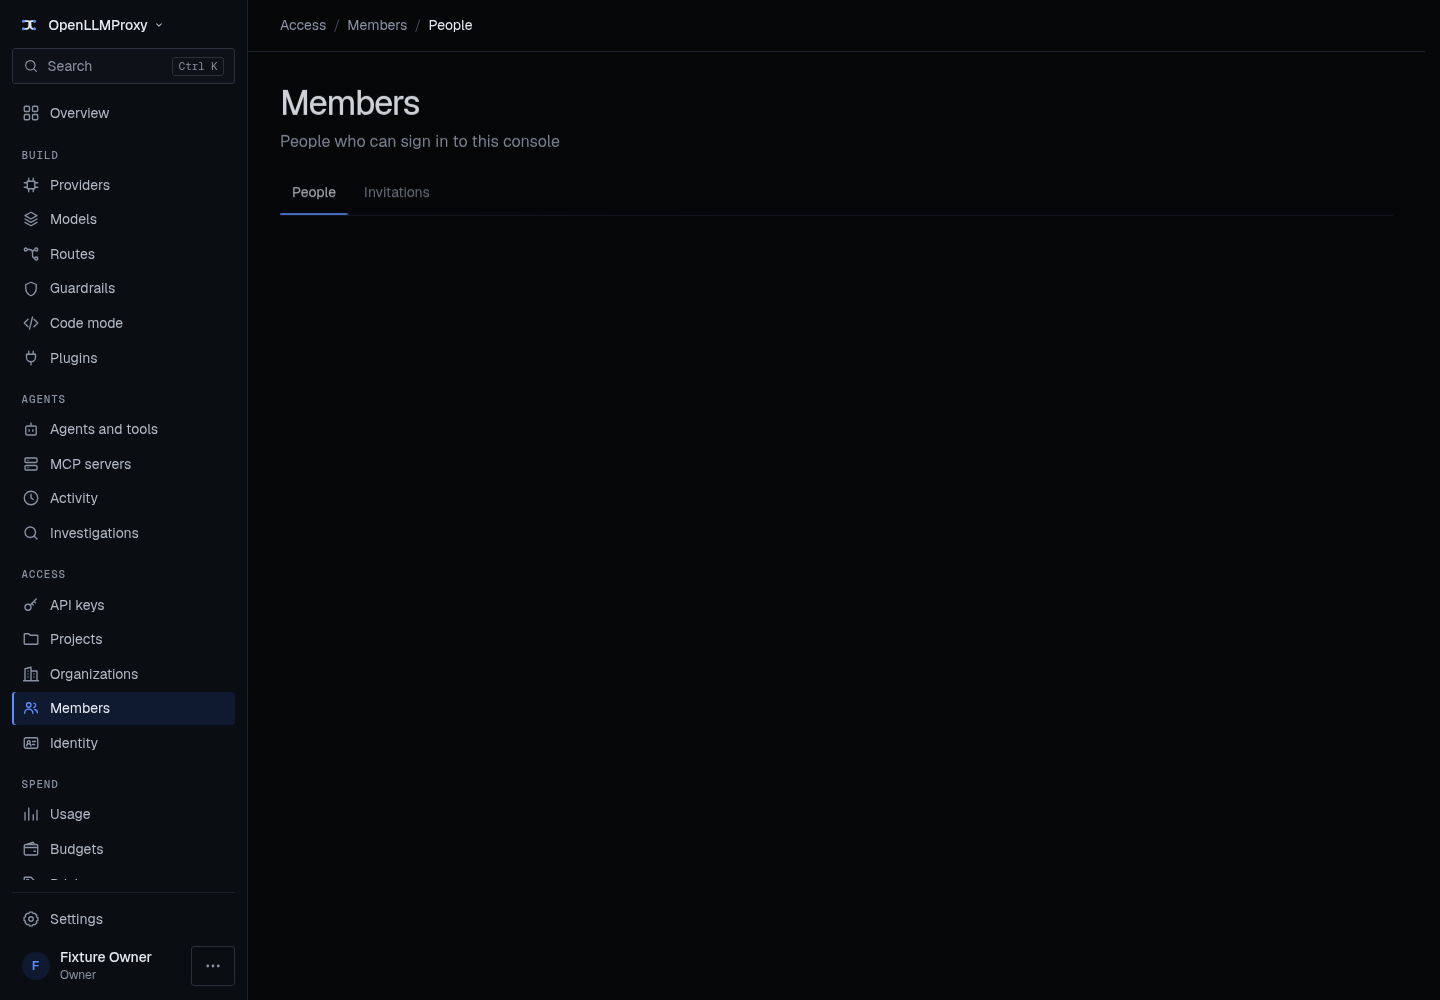 OpenLLMProxy
Search
Ctrl K
Overview
BUILD
Providers
Models
Routes
Guardrails
Code mode
Plugins
AGENTS
Agents and tools
MCP servers
Activity
Investigations
ACCESS
API keys
Projects
Organizations
Members
Identity
SPEND
Usage
Budgets
Settings
F
Fixture Owner
Owner
Access / Members / People
Members
People who can sign in to this console
People
Invitations